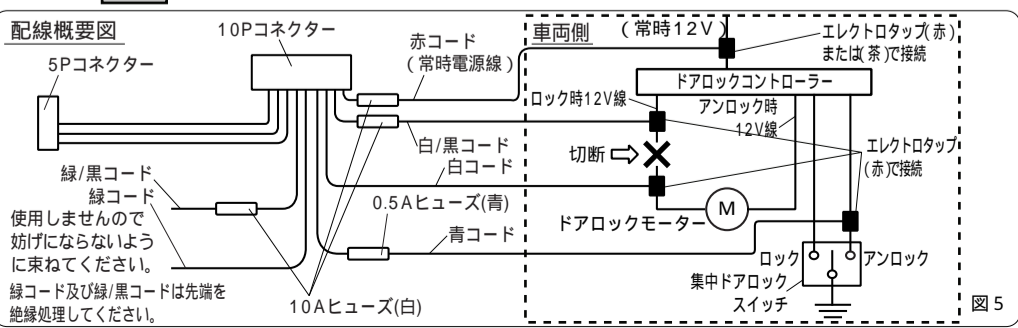 配線概要図
10Pコネクター
5Pコネクター
赤コード
(常時電源線)
車両側
(常時12V)
エレクトロタップ(赤)
または(茶)で接続
ドアロックコントローラー
ロック時12V線
アンロック時
12V線
白/黒コード
白コード
切断
エレクトロタップ
(赤)で接続
緑/黒コード
緑コード
使用しませんので
妨げにならないよう
に束ねてください。
0.5Aヒューズ(青)
青コード
ドアロックモーター
M
ロック
アンロック
集中ドアロック
スイッチ
緑コード及び緑/黒コードは先端を
絶縁処理してください。
10Aヒューズ(白)
図5